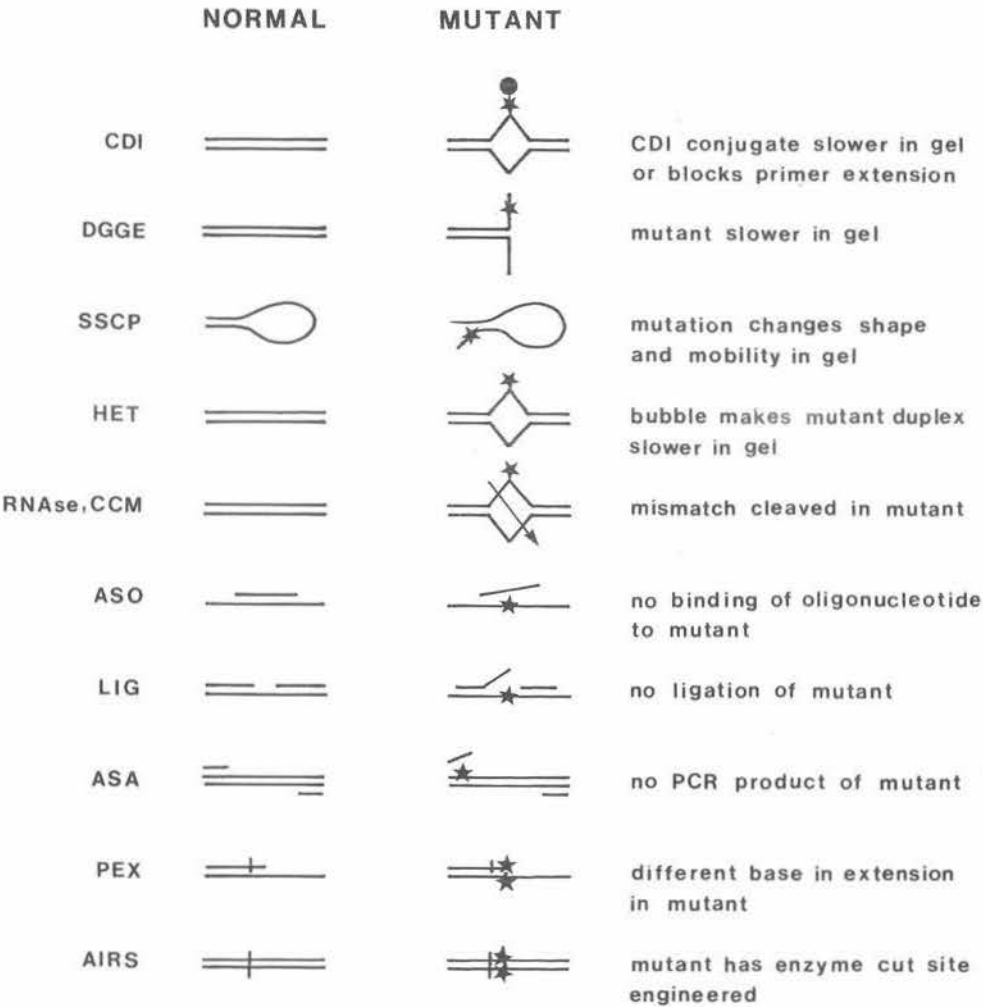 NORMAL MUTANT
CDI CDI conjugate slower in gel
or blocks primer extension
DGGE mutant slower in gel
SSCP mutation changes shape
and mobility in gel
HET bubble makes mutant duplex
slower in gel
RNAse,CCM mismatch cleaved in mutant
ASO no binding of oligonucleotide
to mutant
LIG no ligation of mutant
ASA no PCR product of mutant
PEX different base in extension
in mutant
AIRS mutant has enzyme cut site
engineered